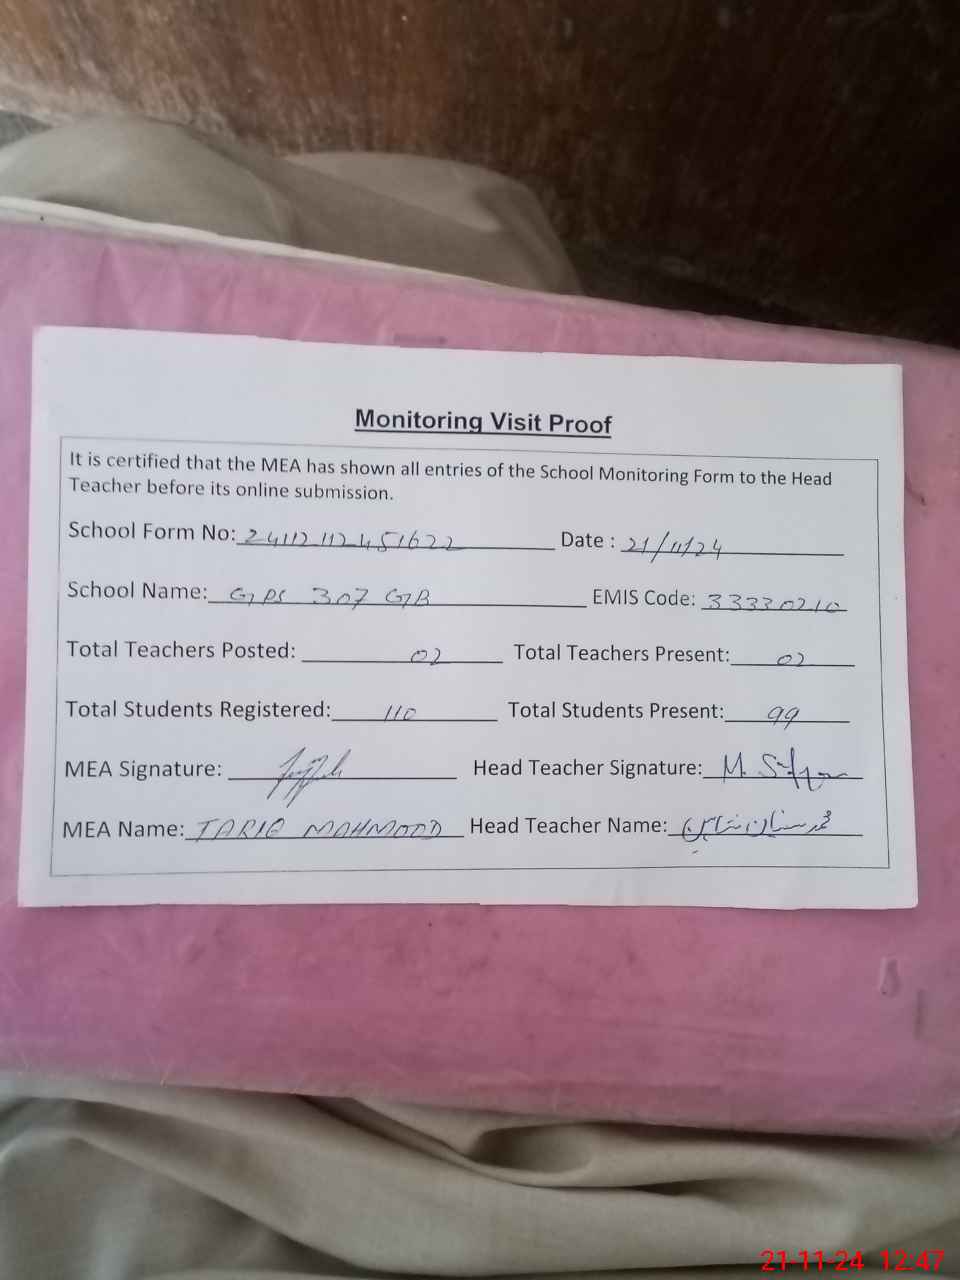 Monitoring Visit Proof
It is certified that the MEA has shown all entries of the School Monitoring Form to the Head
Teacher before its online submission.
School Form No: 24112112451622 Date : 21/11/24
School Name: GPS 307 GB EMIS Code: 33330210
Total Teachers Posted: 02 Total Teachers Present: 02
Total Students Registered: 110 Total Students Present: 99
MEA Signature: Head Teacher Signature: M.
MEA Name: TARIQ MAHMOOD Head Teacher Name: محمد سنان
21-11-24 12:47